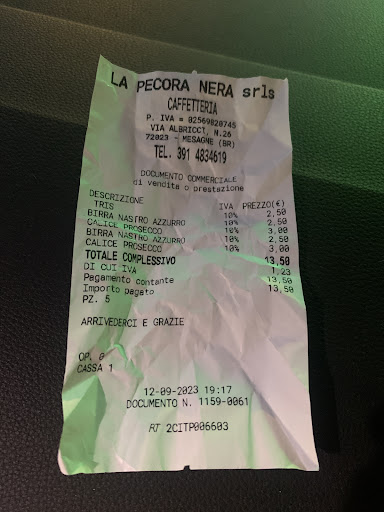 LA PECORA NERA srls
CAFFETTERIA
P. IVA = 02569820745
VIA ALBRICCI, N.26
72023 - MESAGNE (BR)
TEL. 391 4834619
DOCUMENTO COMMERCIALE
di vendita o prestazione
DESCRIZIONE IVA PREZZO(€)
TRIS 10% 2,50
BIRRA NASTRO AZZURRO 10% 2,50
CALICE PROSECCO 10% 3,00
BIRRA NASTRO AZZURRO 10% 2,50
CALICE PROSECCO 10% 3,00
TOTALE COMPLESSIVO 13,50
DI CUI IVA 1,23
Pagamento contante 13,50
Importo pagato 13,50
PZ. 5
ARRIVEDERCI E GRAZIE
OP. 0
CASSA 1
12-09-2023 19:17
DOCUMENTO N. 1159-0061
RT 2CITP006603